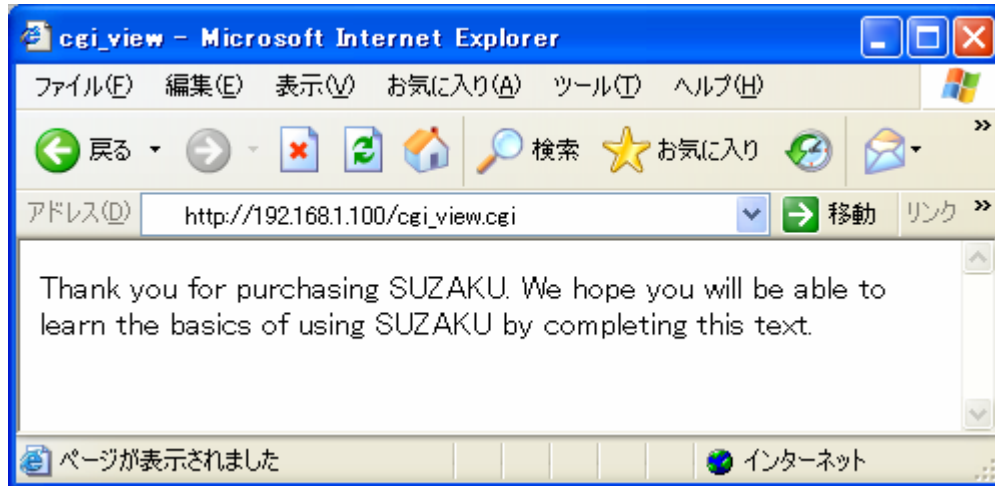 cgi_view - Microsoft Internet Explorer
ファイル(F) 編集(E) 表示(V) お気に入り(A) ツール(T) ヘルプ(H)
戻る 検索 お気に入り »
アドレス(D) http://192.168.1.100/cgi_view.cgi 移動 リンク »
Thank you for purchasing SUZAKU. We hope you will be able to
learn the basics of using SUZAKU by completing this text.
ページが表示されました インターネット